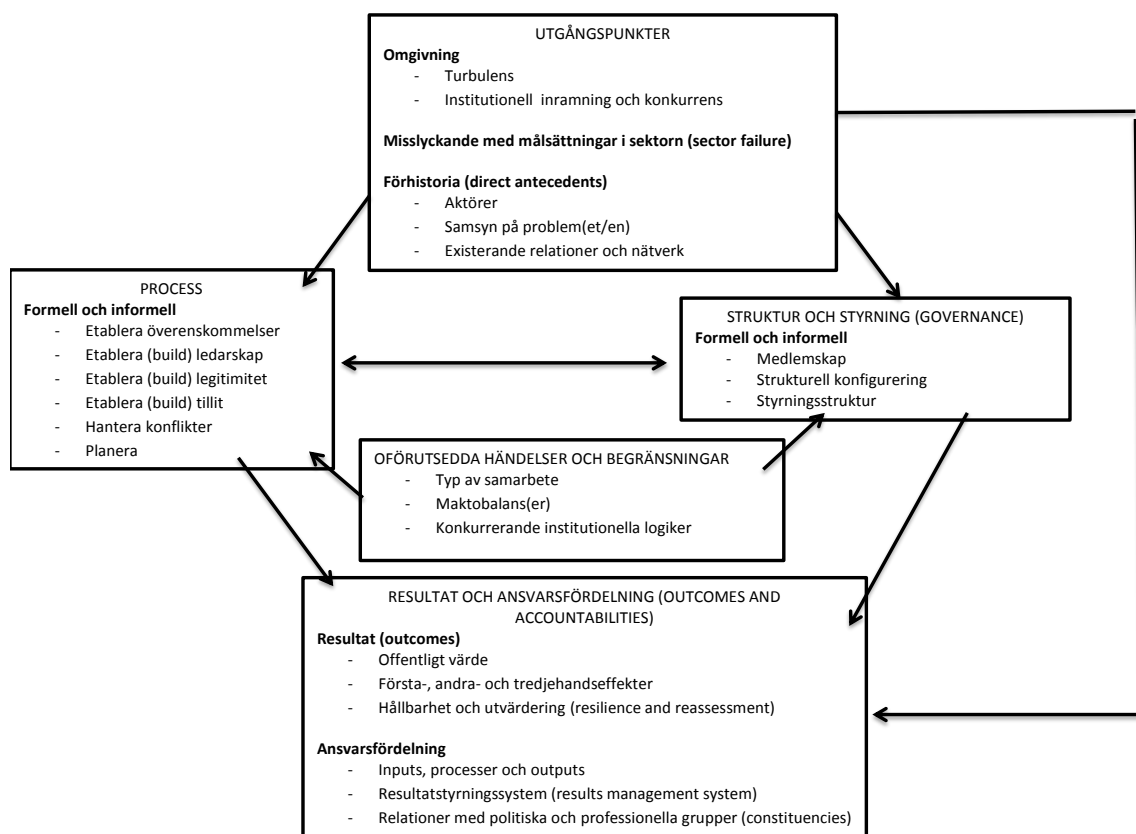 UTGÅNGSPUNKTER
Omgivning
- Turbulens
- Institutionell inramning och konkurrens
Misslyckande med målsättningar i sektorn (sector failure)
Förhistoria (direct antecedents)
- Aktörer
- Samsyn på problem(et/en)
- Existerande relationer och nätverk
PROCESS
Formell och informell
- Etablera överenskommelser
- Etablera (build) ledarskap
- Etablera (build) legitimitet
- Etablera (build) tillit
- Hantera konflikter
- Planera
STRUKTUR OCH STYRNING (GOVERNANCE)
Formell och informell
- Medlemskap
- Strukturell konfigurering
- Styrningsstruktur
OFÖRUTSEDDA HÄNDELSER OCH BEGRÄNSNINGAR
- Typ av samarbete
- Maktobalans(er)
- Konkurrerande institutionella logiker
RESULTAT OCH ANSVARSFÖRDELNING (OUTCOMES AND
ACCOUNTABILITIES)
Resultat (outcomes)
- Offentligt värde
- Första-, andra- och tredjehandseffekter
- Hållbarhet och utvärdering (resilience and reassessment)
Ansvarsfördelning
- Inputs, processer och outputs
- Resultatstyrningssystem (results management system)
- Relationer med politiska och professionella grupper (constituencies)